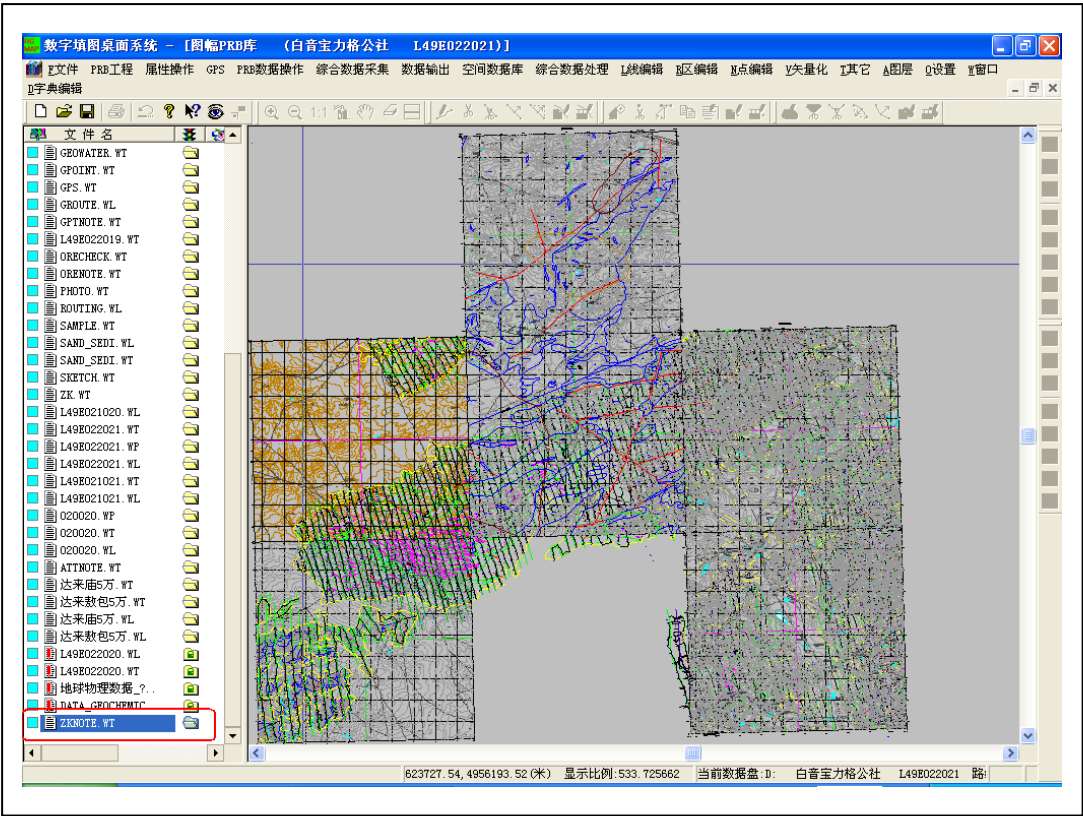 数字填图桌面系统 - [图幅PRB库 (白音宝力格公社 L49E022021)]
F文件 PRB工程 属性操作 GPS PRB数据操作 综合数据采集 数据输出 空间数据库 综合数据处理 L线编辑 R区编辑 N点编辑 V矢量化 I其它 A图层 Q设置 W窗口
D字典编辑
1:1
文件名
GEOWATER.WT
GPOINT.WT
GPS.WT
GROUTE.WL
GPTNOTE.WT
L49E022019.WT
ORECHECK.WT
ORENOTE.WT
PHOTO.WT
ROUTING.WL
SAMPLE.WT
SAND_SEDI.WL
SAND_SEDI.WT
SKETCH.WT
ZK.WT
L49E021020.WL
L49E022021.WT
L49E022021.WP
L49E022021.WL
L49E021021.WT
L49E021021.WL
020020.WP
020020.WT
020020.WL
ATTNOTE.WT
达来庙5万.WT
达来敖包5万.WT
达来庙5万.WL
达来敖包5万.WL
L49E022020.WL
L49E022020.WT
地球物理数据_?..
DATA_GEOCHEMIC
ZKNOTE.WT
623727.54,4956193.52(米) 显示比例:533.725662 当前数据盘:D: 白音宝力格公社 L49E022021 路